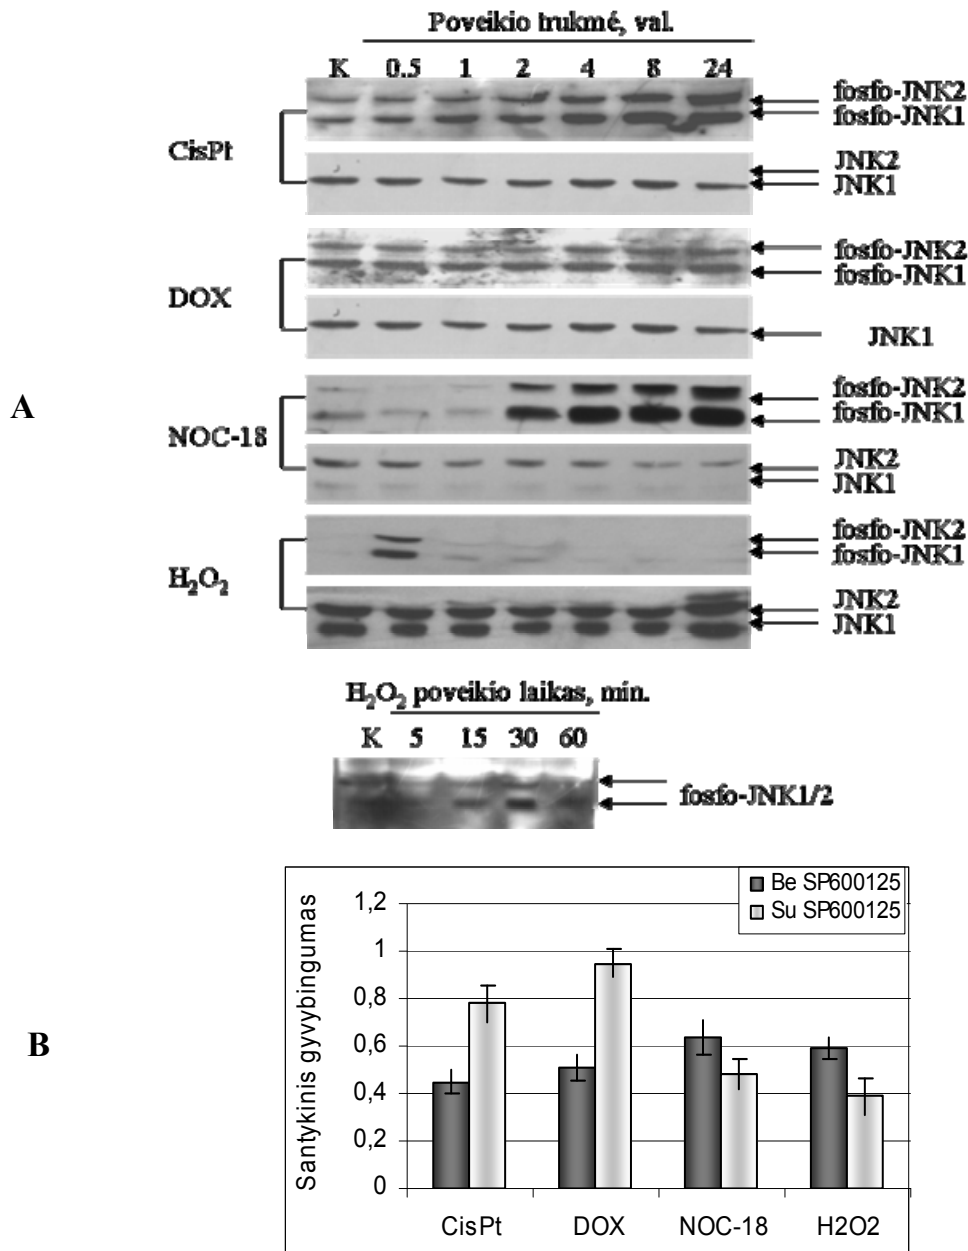 Poveikio trukmė, val.
K 0.5 1 2 4 8 24
fosfo-JNK2
fosfo-JNK1
CisPt
JNK2
JNK1
fosfo-JNK2
fosfo-JNK1
DOX
JNK1
A
fosfo-JNK2
fosfo-JNK1
NOC-18
JNK2
JNK1
fosfo-JNK2
fosfo-JNK1
H₂O₂
JNK2
JNK1
H₂O₂ poveikio laikas, min.
K 5 15 30 60
fosfo-JNK1/2
B
Be SP600125
Su SP600125
Santykinis gyvybingumas
1,2
1
0,8
0,6
0,4
0,2
0
CisPt DOX NOC-18 H2O2